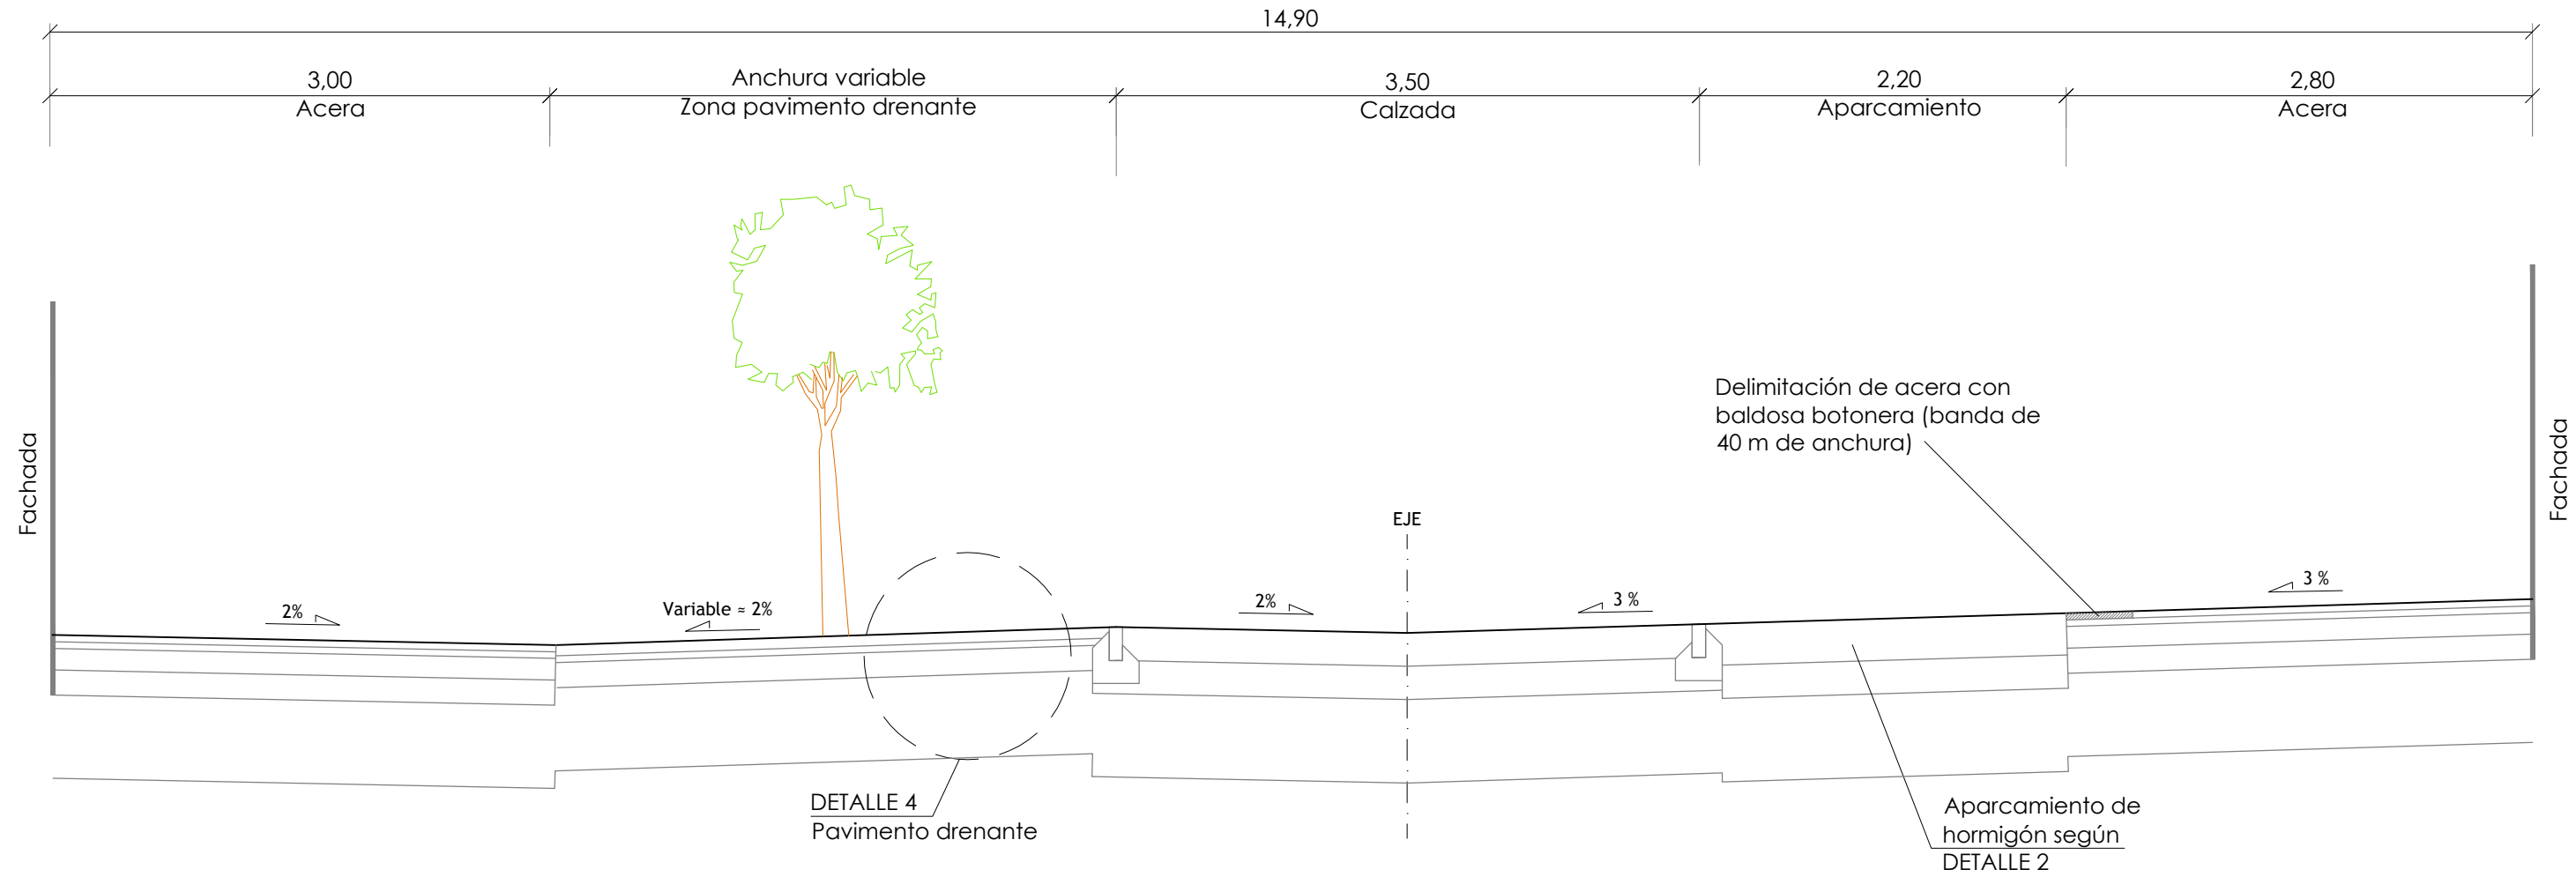 14,90
3,00
Acera
Anchura variable
Zona pavimento drenante
3,50
Calzada
2,20
Aparcamiento
2,80
Acera
Delimitación de acera con
baldosa botonera (banda de
40 m de anchura)
Fachada
Fachada
EJE
2%
Variable ≈ 2%
2%
3 %
3 %
DETALLE 4
Pavimento drenante
Aparcamiento de
hormigón según
DETALLE 2